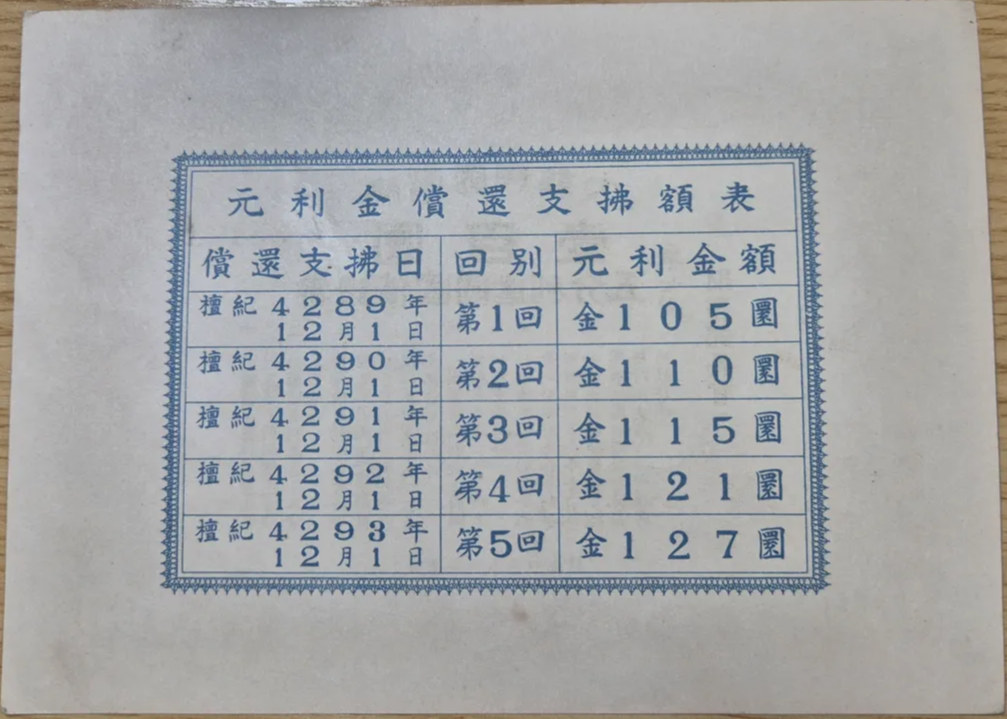 元利金償還支拂額表
償還支拂日 回別 元利金額
檀紀4289年
12月1日 第1回 金105圜
檀紀4290年
12月1日 第2回 金110圜
檀紀4291年
12月1日 第3回 金115圜
檀紀4292年
12月1日 第4回 金121圜
檀紀4293年
12月1日 第5回 金127圜